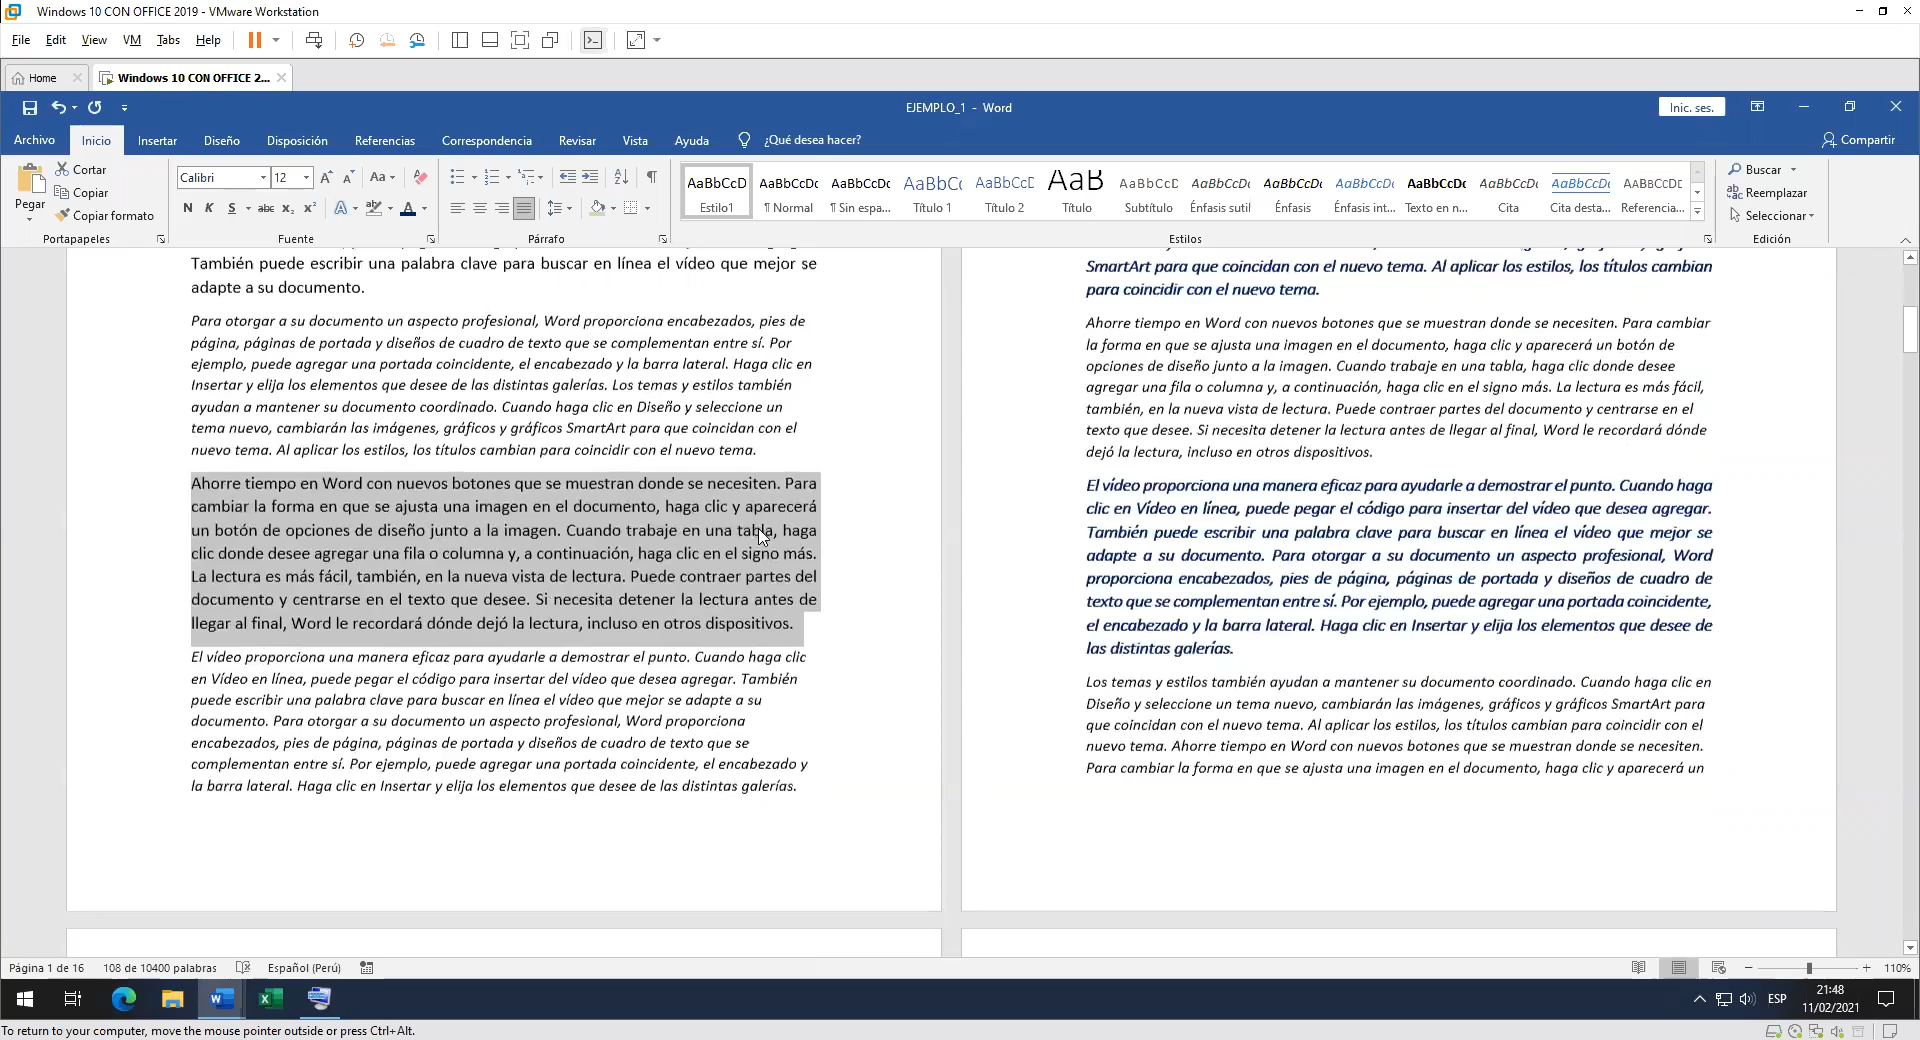 Windows 10 CON OFFICE 2019 - VMware Workstation
File Edit View VM Tabs Help
Home Windows 10 CON OFFICE 2...
EJEMPLO_1 - Word Inic. ses.
Archivo Inicio Insertar Diseño Disposición Referencias Correspondencia Revisar Vista Ayuda ¿Qué desea hacer? Compartir
Pegar
Cortar
Copiar
Copiar formato
Portapapeles
Calibri 12 Aa
N K S abc x₂ x² A A
Fuente
Párrafo
AaBbCcD AaBbCcDc AaBbCcDc AaBbCc AaBbCcD AaB AaBbCcD AaBbCcDc AaBbCcDc AaBbCcDc AaBbCcDc AaBbCcDc AaBbCcDc AABBCCDD
Estilo1 ¶ Normal ¶ Sin espa... Título 1 Título 2 Título Subtítulo Énfasis sutil Énfasis Énfasis int... Texto en n... Cita Cita desta... Referencia...
Estilos
Buscar
Reemplazar
Seleccionar
Edición
También puede escribir una palabra clave para buscar en línea el vídeo que mejor se
adapte a su documento.
Para otorgar a su documento un aspecto profesional, Word proporciona encabezados, pies de
página, páginas de portada y diseños de cuadro de texto que se complementan entre sí. Por
ejemplo, puede agregar una portada coincidente, el encabezado y la barra lateral. Haga clic en
Insertar y elija los elementos que desee de las distintas galerías. Los temas y estilos también
ayudan a mantener su documento coordinado. Cuando haga clic en Diseño y seleccione un
tema nuevo, cambiarán las imágenes, gráficos y gráficos SmartArt para que coincidan con el
nuevo tema. Al aplicar los estilos, los títulos cambian para coincidir con el nuevo tema.
Ahorre tiempo en Word con nuevos botones que se muestran donde se necesiten. Para
cambiar la forma en que se ajusta una imagen en el documento, haga clic y aparecerá
un botón de opciones de diseño junto a la imagen. Cuando trabaje en una tabla, haga
clic donde desee agregar una fila o columna y, a continuación, haga clic en el signo más.
La lectura es más fácil, también, en la nueva vista de lectura. Puede contraer partes del
documento y centrarse en el texto que desee. Si necesita detener la lectura antes de
llegar al final, Word le recordará dónde dejó la lectura, incluso en otros dispositivos.
El vídeo proporciona una manera eficaz para ayudarle a demostrar el punto. Cuando haga clic
en Vídeo en línea, puede pegar el código para insertar del vídeo que desea agregar. También
puede escribir una palabra clave para buscar en línea el vídeo que mejor se adapte a su
documento. Para otorgar a su documento un aspecto profesional, Word proporciona
encabezados, pies de página, páginas de portada y diseños de cuadro de texto que se
complementan entre sí. Por ejemplo, puede agregar una portada coincidente, el encabezado y
la barra lateral. Haga clic en Insertar y elija los elementos que desee de las distintas galerías.
SmartArt para que coincidan con el nuevo tema. Al aplicar los estilos, los títulos cambian
para coincidir con el nuevo tema.
Ahorre tiempo en Word con nuevos botones que se muestran donde se necesiten. Para cambiar
la forma en que se ajusta una imagen en el documento, haga clic y aparecerá un botón de
opciones de diseño junto a la imagen. Cuando trabaje en una tabla, haga clic donde desee
agregar una fila o columna y, a continuación, haga clic en el signo más. La lectura es más fácil,
también, en la nueva vista de lectura. Puede contraer partes del documento y centrarse en el
texto que desee. Si necesita detener la lectura antes de llegar al final, Word le recordará dónde
dejó la lectura, incluso en otros dispositivos.
El vídeo proporciona una manera eficaz para ayudarle a demostrar el punto. Cuando haga
clic en Vídeo en línea, puede pegar el código para insertar del vídeo que desea agregar.
También puede escribir una palabra clave para buscar en línea el vídeo que mejor se
adapte a su documento. Para otorgar a su documento un aspecto profesional, Word
proporciona encabezados, pies de página, páginas de portada y diseños de cuadro de
texto que se complementan entre sí. Por ejemplo, puede agregar una portada coincidente,
el encabezado y la barra lateral. Haga clic en Insertar y elija los elementos que desee de
las distintas galerías.
Los temas y estilos también ayudan a mantener su documento coordinado. Cuando haga clic en
Diseño y seleccione un tema nuevo, cambiarán las imágenes, gráficos y gráficos SmartArt para
que coincidan con el nuevo tema. Al aplicar los estilos, los títulos cambian para coincidir con el
nuevo tema. Ahorre tiempo en Word con nuevos botones que se muestran donde se necesiten.
Para cambiar la forma en que se ajusta una imagen en el documento, haga clic y aparecerá un
Página 1 de 16 108 de 10400 palabras Español (Perú) 110%
ESP
21:48
11/02/2021
To return to your computer, move the mouse pointer outside or press Ctrl+Alt.